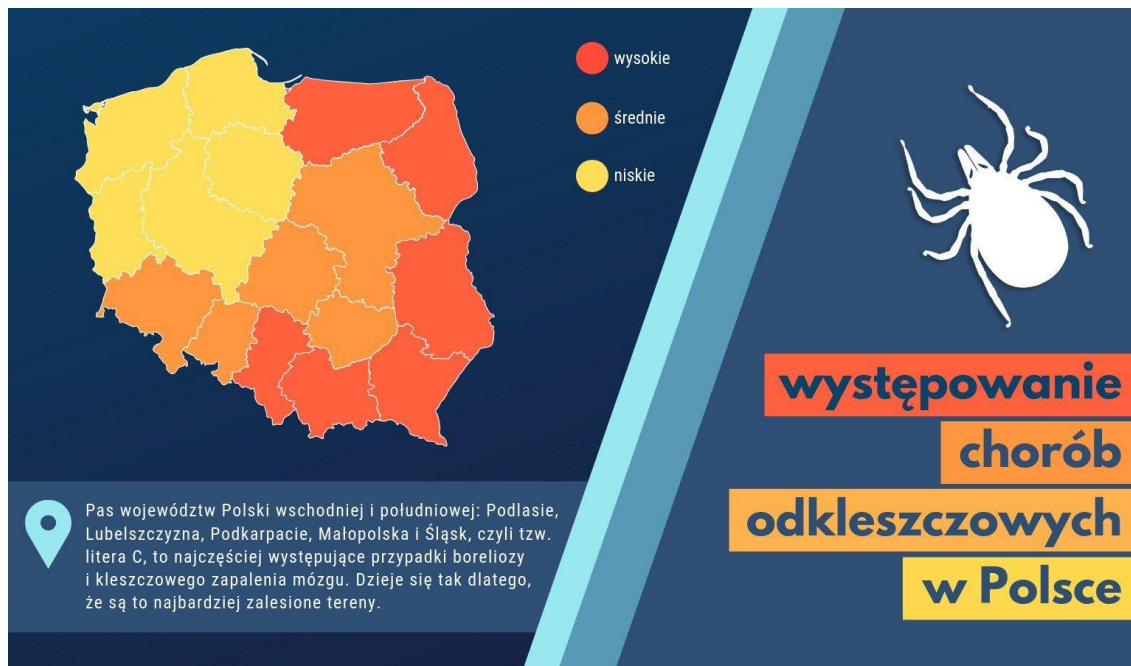 wysokie
średnie
niskie
Pas województw Polski wschodniej i południowej: Podlasie,
Lubelszczyzna, Podkarpacie, Małopolska i Śląsk, czyli tzw.
litera C, to najczęściej występujące przypadki boreliozy
i kleszczowego zapalenia mózgu. Dzieje się tak dlatego,
że są to najbardziej zalesione tereny.
występowanie
chorób
odkleszczowych
w Polsce